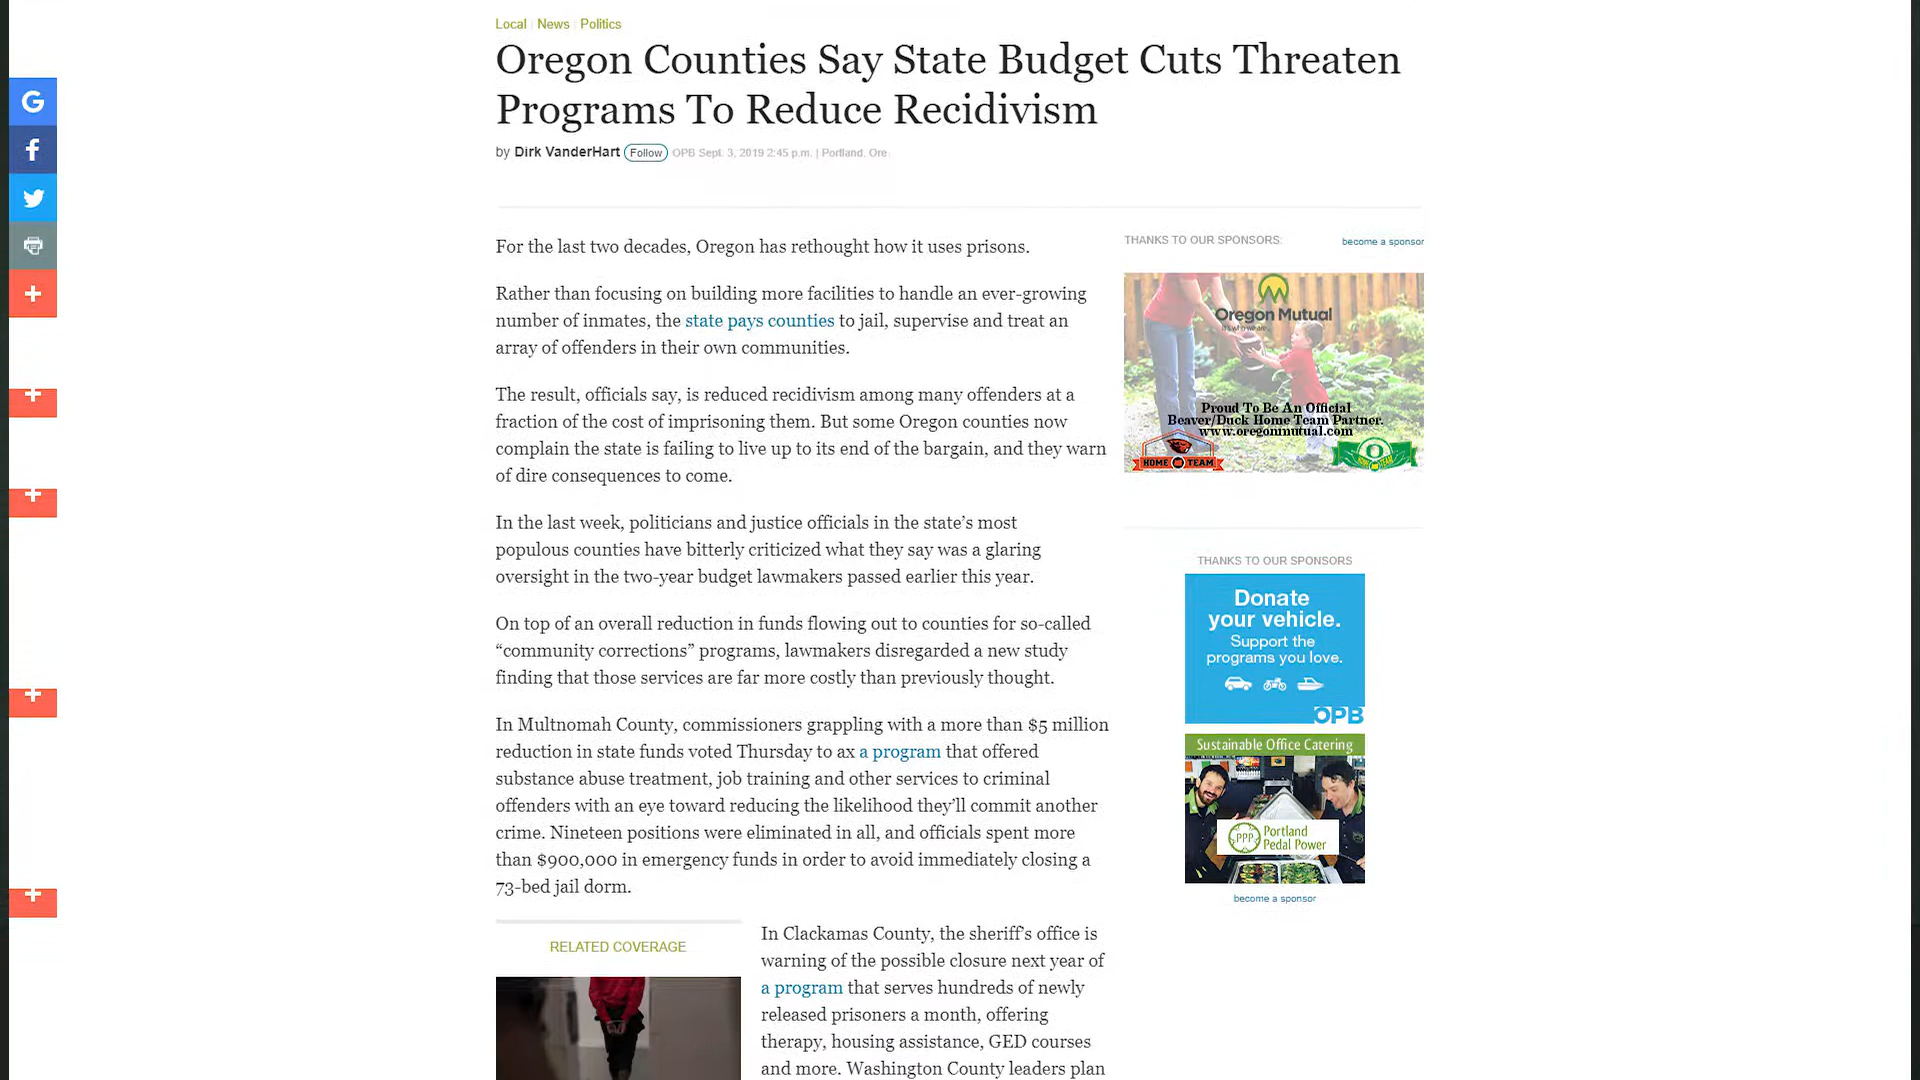 Local News Politics
Oregon Counties Say State Budget Cuts Threaten
Programs To Reduce Recidivism
by Dirk VanderHart Follow OPB Sept. 3, 2019 2:45 p.m. | Portland, Ore.
For the last two decades, Oregon has rethought how it uses prisons.
Rather than focusing on building more facilities to handle an ever-growing
number of inmates, the state pays counties to jail, supervise and treat an
array of offenders in their own communities.
The result, officials say, is reduced recidivism among many offenders at a
fraction of the cost of imprisoning them. But some Oregon counties now
complain the state is failing to live up to its end of the bargain, and they warn
of dire consequences to come.
In the last week, politicians and justice officials in the state’s most
populous counties have bitterly criticized what they say was a glaring
oversight in the two-year budget lawmakers passed earlier this year.
On top of an overall reduction in funds flowing out to counties for so-called
“community corrections” programs, lawmakers disregarded a new study
finding that those services are far more costly than previously thought.
In Multnomah County, commissioners grappling with a more than $5 million
reduction in state funds voted Thursday to ax a program that offered
substance abuse treatment, job training and other services to criminal
offenders with an eye toward reducing the likelihood they’ll commit another
crime. Nineteen positions were eliminated in all, and officials spent more
than $900,000 in emergency funds in order to avoid immediately closing a
73-bed jail dorm.
RELATED COVERAGE
In Clackamas County, the sheriff’s office is
warning of the possible closure next year of
a program that serves hundreds of newly
released prisoners a month, offering
therapy, housing assistance, GED courses
and more. Washington County leaders plan
THANKS TO OUR SPONSORS: become a sponsor
Oregon Mutual
It's who we are.
Proud To Be An Official
Beaver/Duck Home Team Partner.
www.oregonmutual.com
HOME TEAM
HOME TEAM
THANKS TO OUR SPONSORS
Donate
your vehicle.
Support the
programs you love.
OPB
Sustainable Office Catering
PPP Portland
Pedal Power
become a sponsor